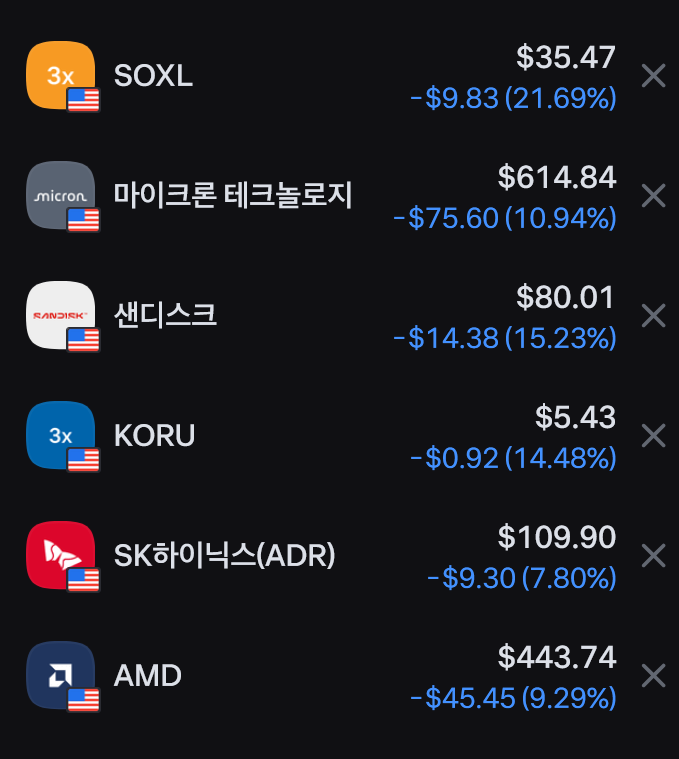 3x
SOXL
$35.47
-$9.83 (21.69%)
micron
마이크론 테크놀로지
$614.84
-$75.60 (10.94%)
SANDISK
샌디스크
$80.01
-$14.38 (15.23%)
3x
KORU
$5.43
-$0.92 (14.48%)
SK하이닉스(ADR)
$109.90
-$9.30 (7.80%)
AMD
$443.74
-$45.45 (9.29%)